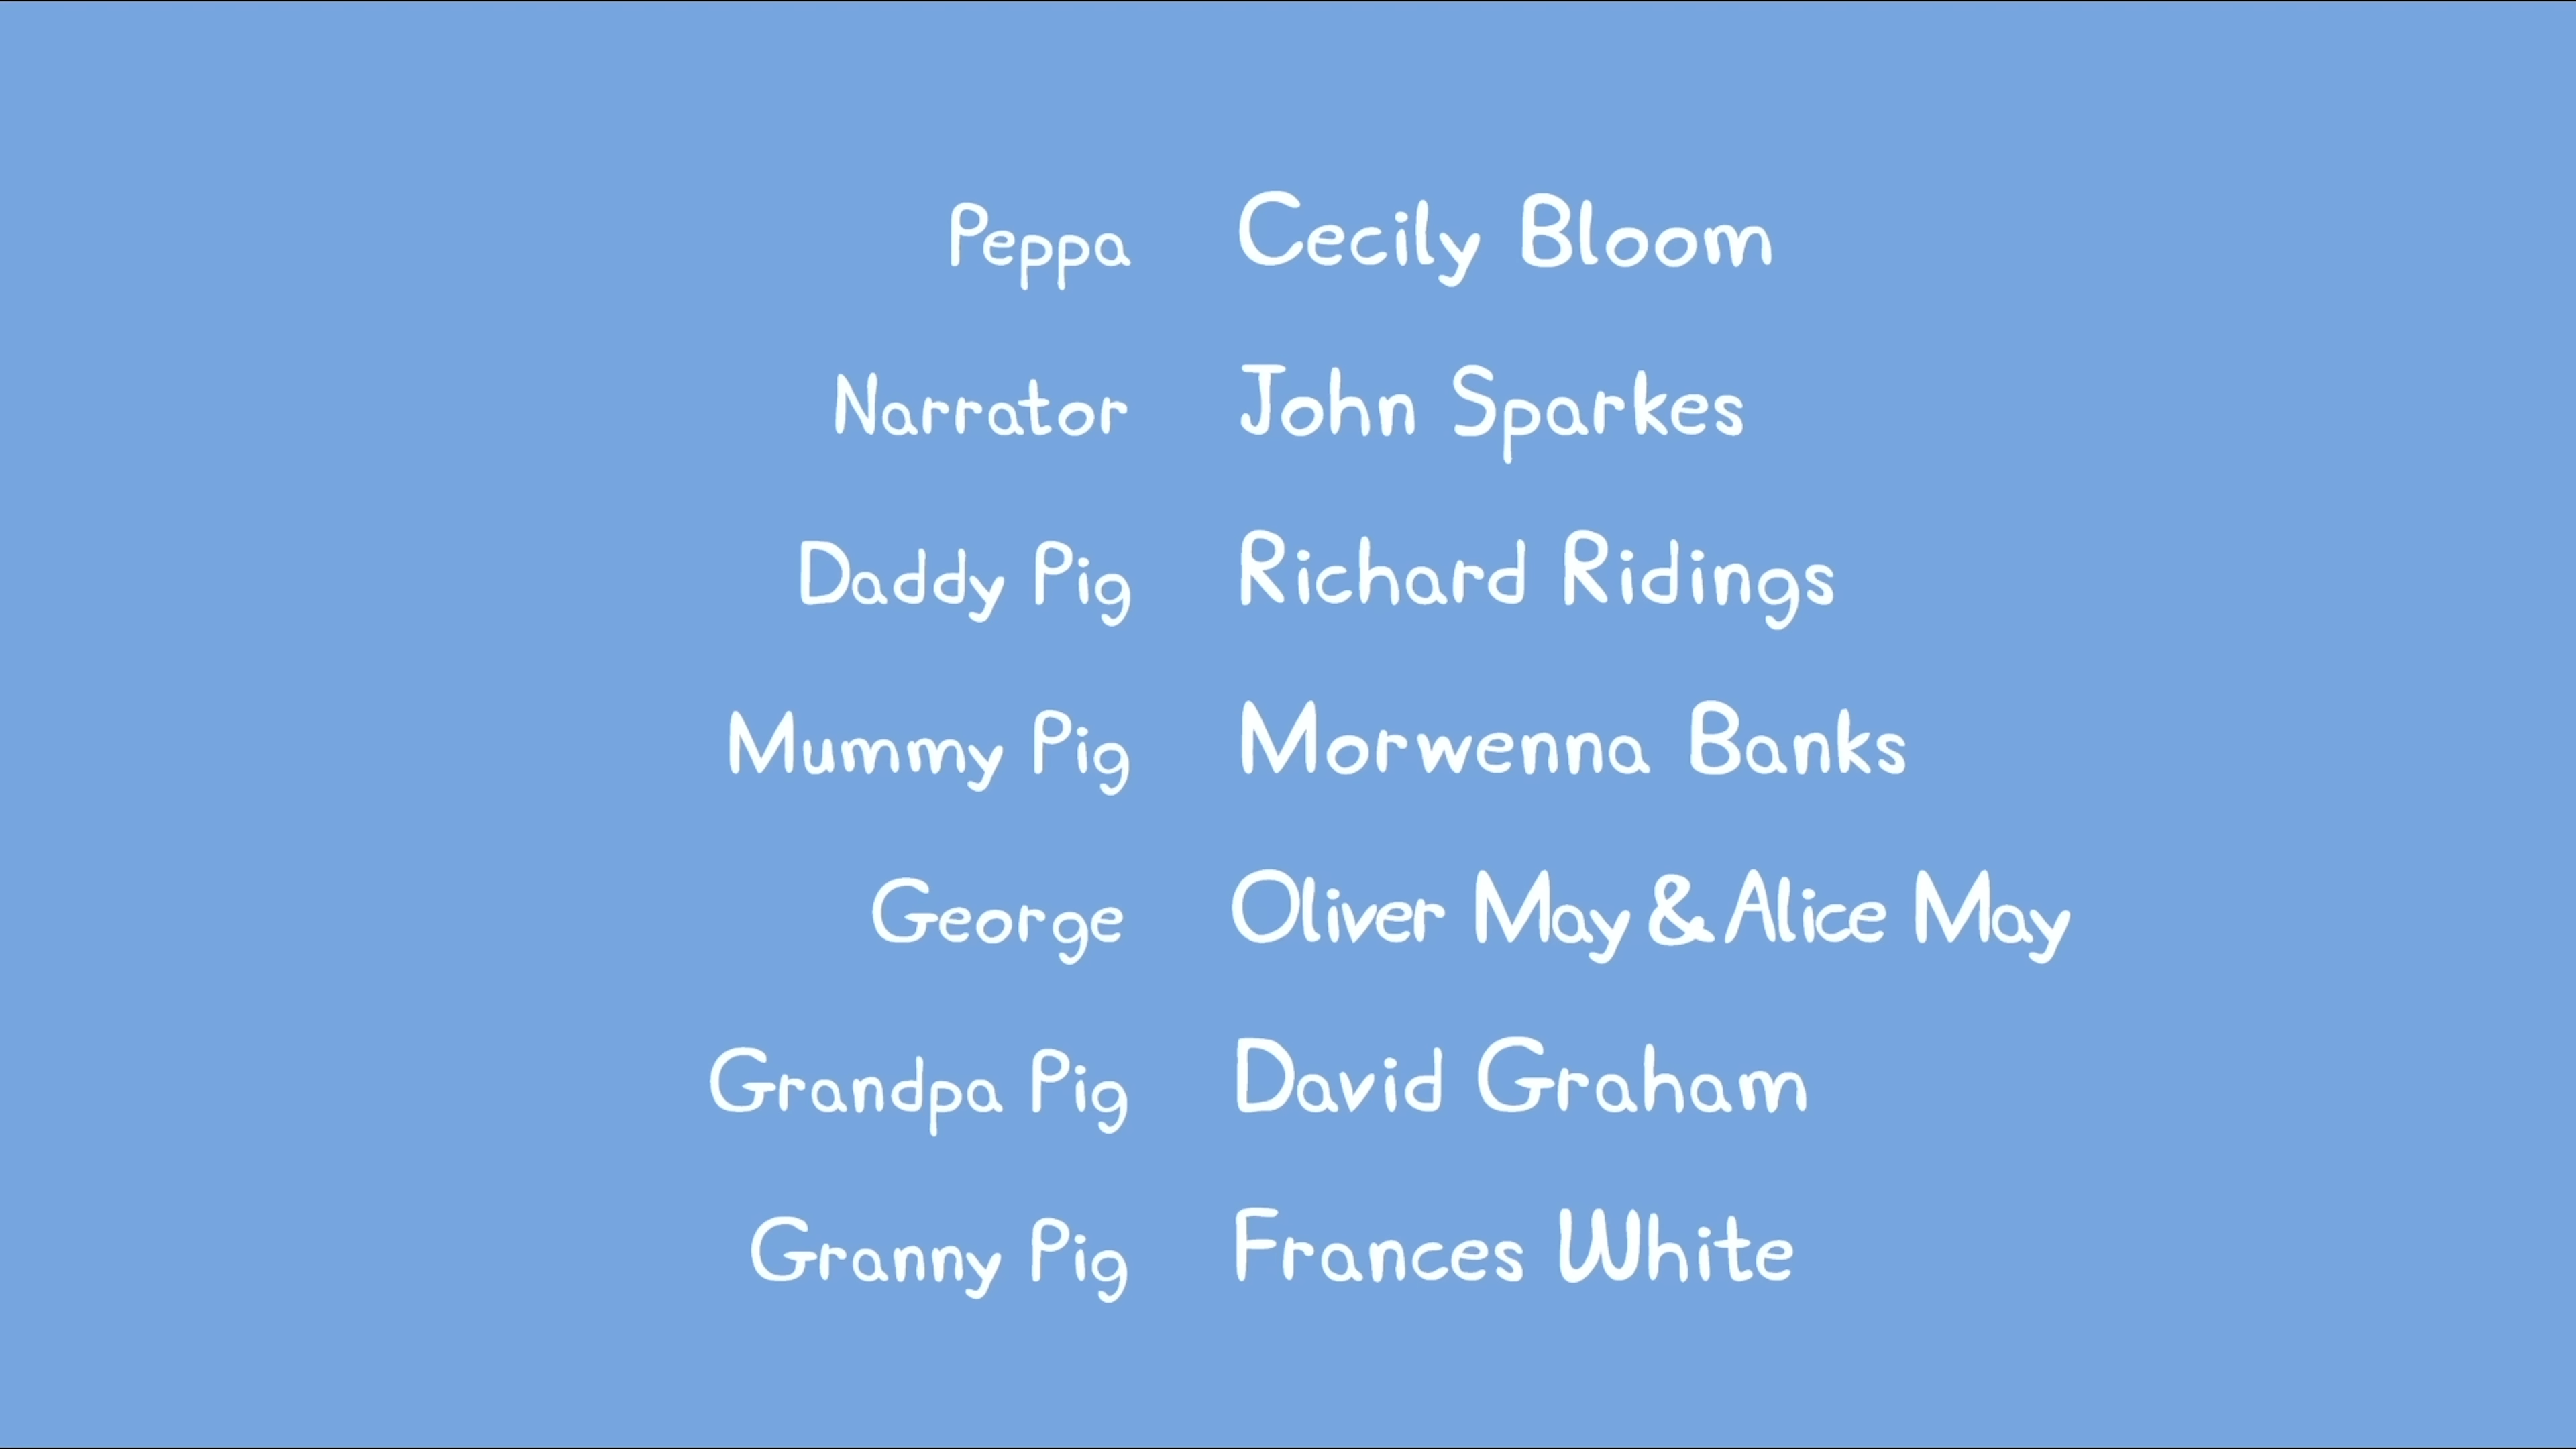 Peppa Cecily Bloom
Narrator John Sparkes
Daddy Pig Richard Ridings
Mummy Pig Morwenna Banks
George Oliver May & Alice May
Grandpa Pig David Graham
Granny Pig Frances White